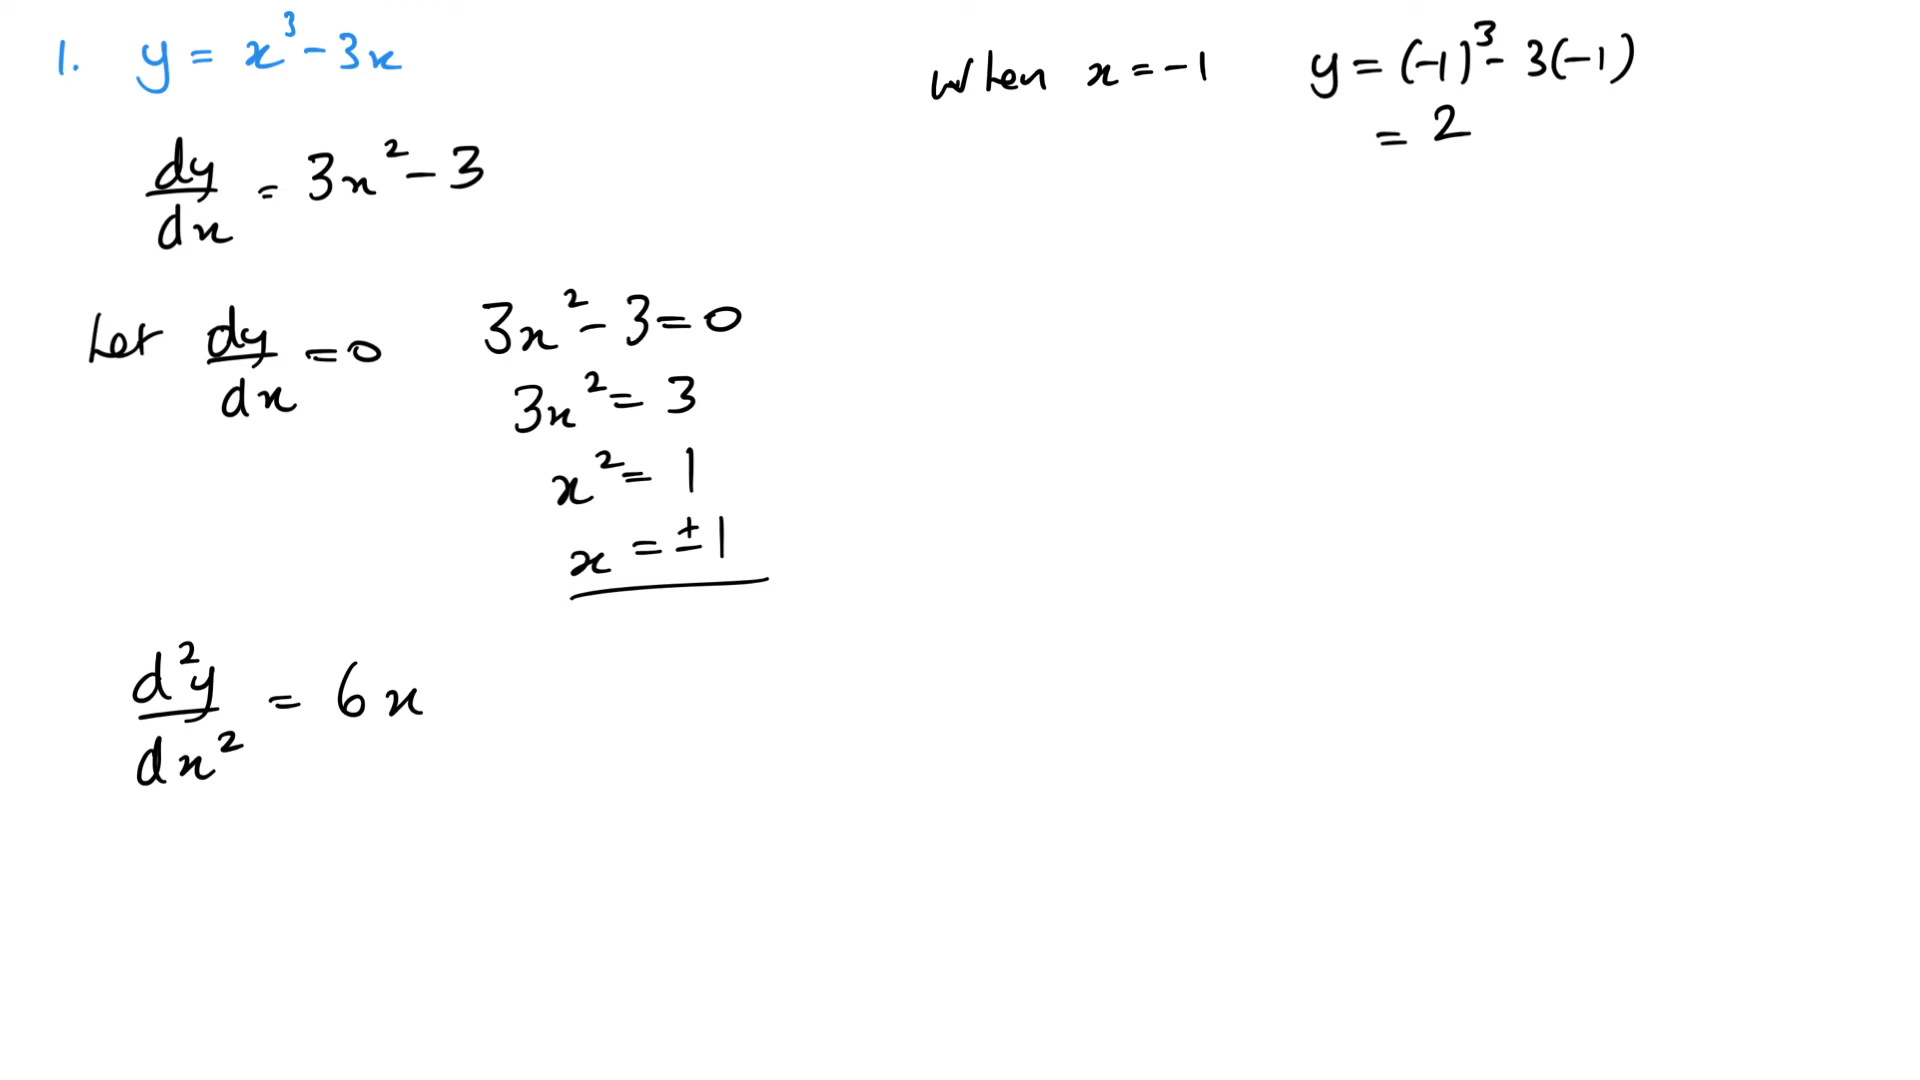 1. y = x³ - 3x
dy/dx = 3x² - 3
Let dy/dx = 0
3x² - 3 = 0
3x² = 3
x² = 1
x = ±1
d²y/dx² = 6x
When x = -1 y = (-1)³ - 3(-1)
= 2